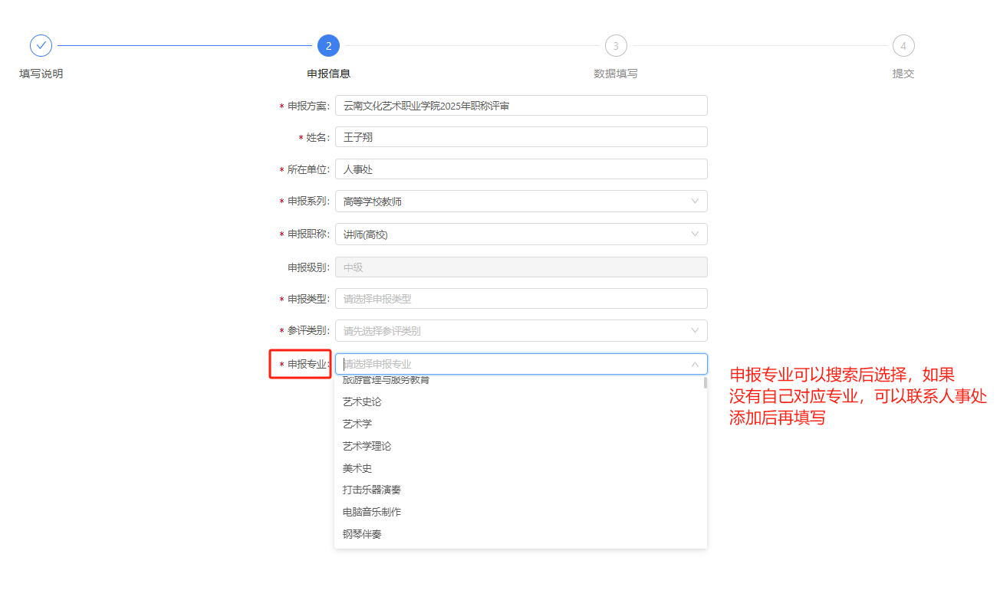 2
3
4
填写说明
申报信息
数据填写
提交
* 申报方案: 云南文化艺术职业学院2025年职称评审
* 姓名: 王子翔
* 所在单位: 人事处
* 申报系列: 高等学校教师
* 申报职称: 讲师(高校)
申报级别: 中级
* 申报类型: 请选择申报类型
* 参评类别: 请先选择参评类别
* 申报专业: 请选择申报专业
旅游管理与服务教育
艺术史论
艺术学
艺术学理论
美术史
打击乐器演奏
电脑音乐制作
钢琴伴奏
申报专业可以搜索后选择，如果
没有自己对应专业，可以联系人事处
添加后再填写